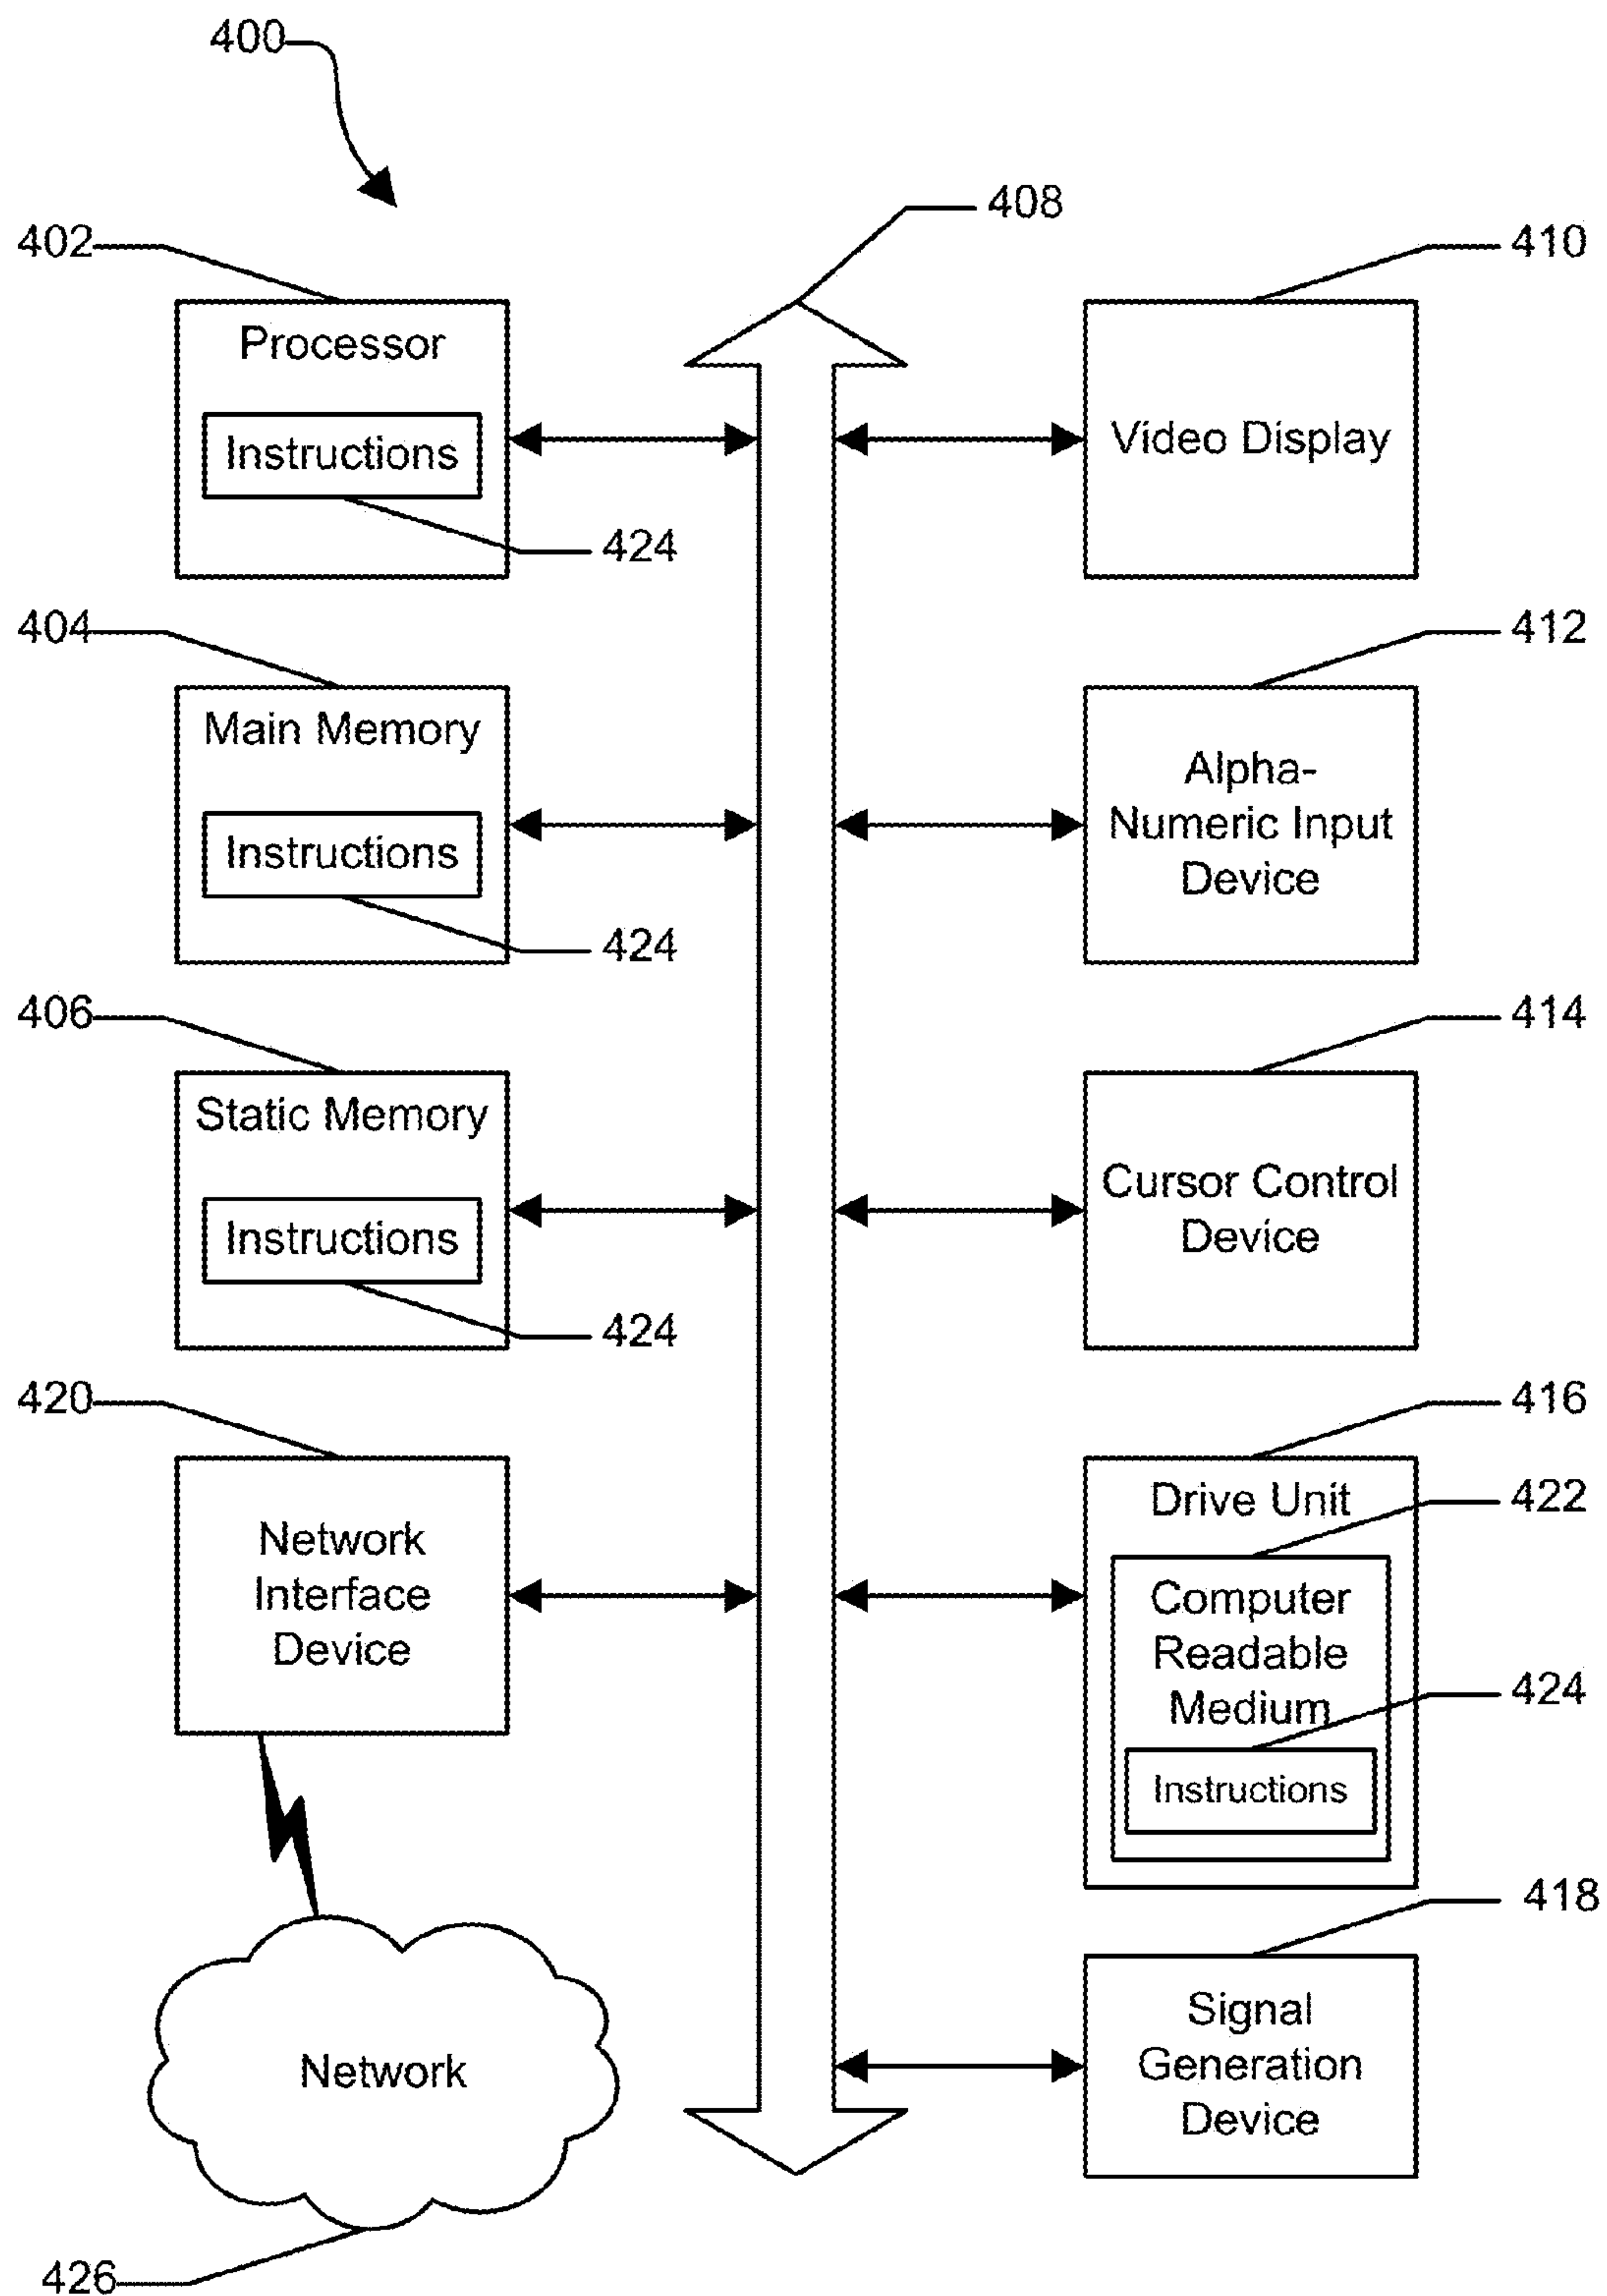 400
408
402
410
Processor
Instructions
424
Video Display
404
412
Main Memory
Instructions
424
Alpha-
Numeric Input
Device
406
414
Static Memory
Instructions
424
Cursor Control
Device
420
416
Network
Interface
Device
Drive Unit
422
Computer
Readable
Medium
424
Instructions
418
Network
Signal
Generation
Device
426